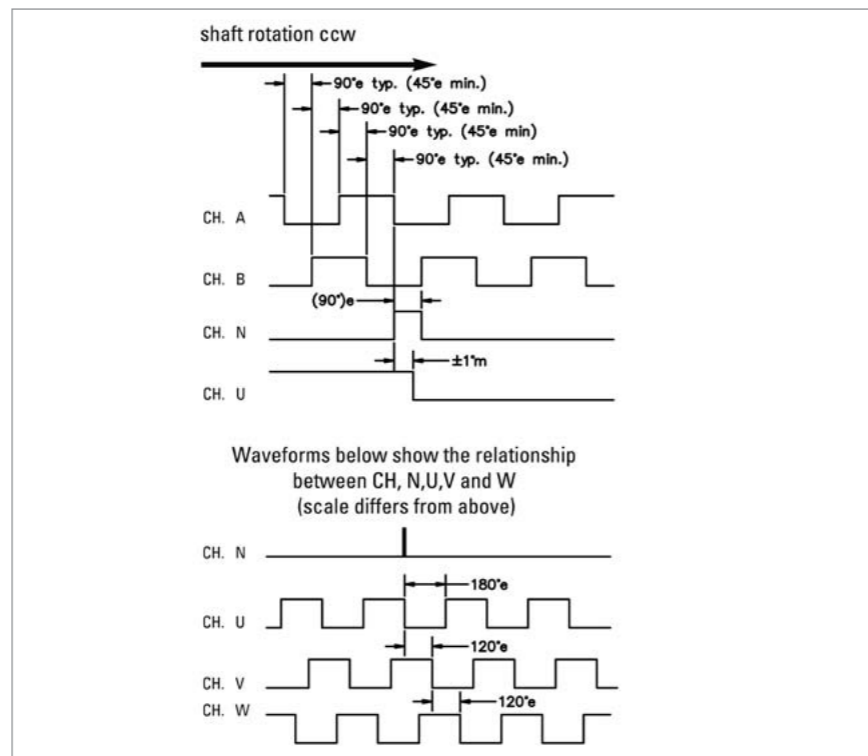 shaft rotation ccw
90°e typ. (45°e min.)
90°e typ. (45°e min.)
90°e typ. (45°e min)
90°e typ. (45°e min.)
CH. A
CH. B
(90°)e
CH. N
±1°m
CH. U
Waveforms below show the relationship
between CH, N,U,V and W
(scale differs from above)
CH. N
180°e
CH. U
120°e
CH. V
120°e
CH. W